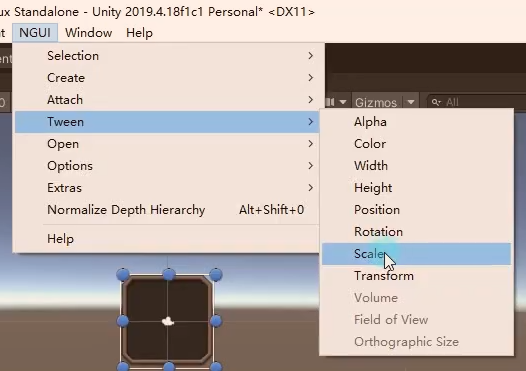 ux Standalone - Unity 2019.4.18f1c1 Personal* <DX11>
t NGUI Window Help
Selection
Create
Attach
Tween
Open
Options
Extras
Normalize Depth Hierarchy Alt+Shift+0
Help
Gizmos All
Alpha
Color
Width
Height
Position
Rotation
Scale
Transform
Volume
Field of View
Orthographic Size